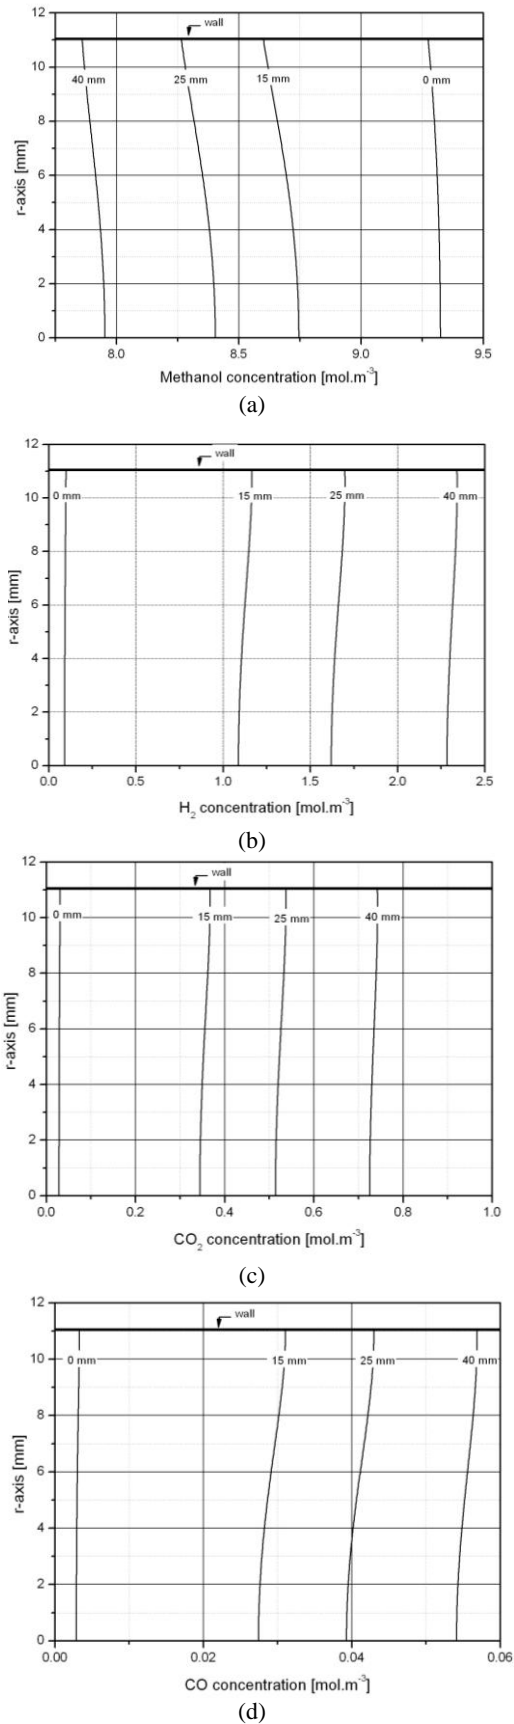 12
wall
10
40 mm
25 mm
15 mm
0 mm
8
6
4
2
0
r-axis [mm]
8.0
8.5
9.0
9.5
Methanol concentration [mol.m⁻³]
(a)
12
wall
10
0 mm
15 mm
25 mm
40 mm
8
6
4
2
0
r-axis [mm]
0.0
0.5
1.0
1.5
2.0
2.5
H₂ concentration [mol.m⁻³]
(b)
12
wall
10
0 mm
15 mm
25 mm
40 mm
8
6
4
2
0
r-axis [mm]
0.0
0.2
0.4
0.6
0.8
1.0
CO₂ concentration [mol.m⁻³]
(c)
12
wall
10
0 mm
15 mm
25 mm
40 mm
8
6
4
2
0
r-axis [mm]
0.00
0.02
0.04
0.06
CO concentration [mol.m⁻³]
(d)